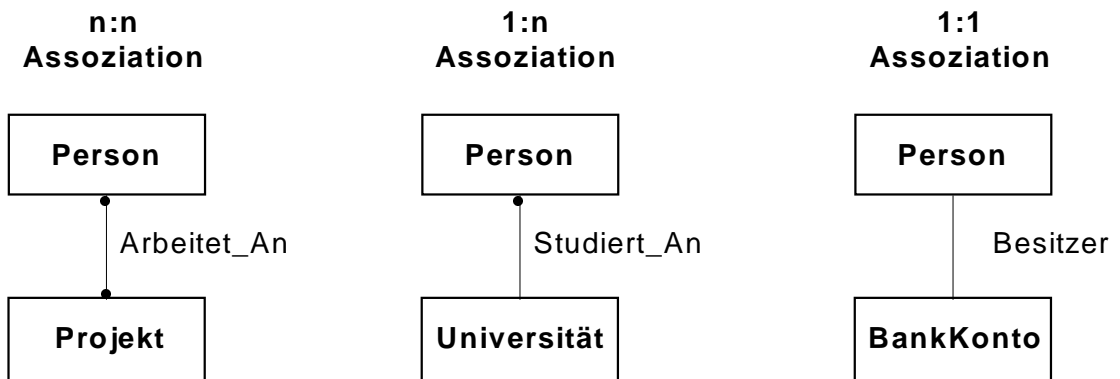 n:n
Assoziation
Person
Arbeitet_An
Projekt
1:n
Assoziation
Person
Studiert_An
Universität
1:1
Assoziation
Person
Besitzer
BankKonto